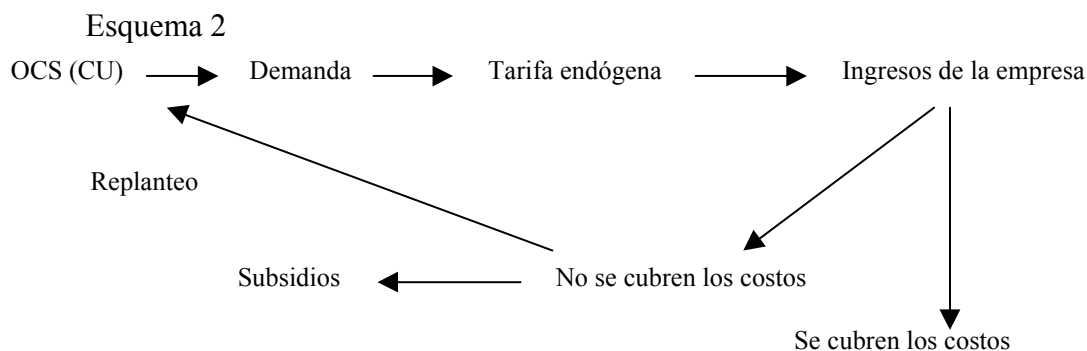 Esquema 2
OCS (CU) Demanda Tarifa endógena Ingresos de la empresa
Replanteo
Subsidios No se cubren los costos
Se cubren los costos